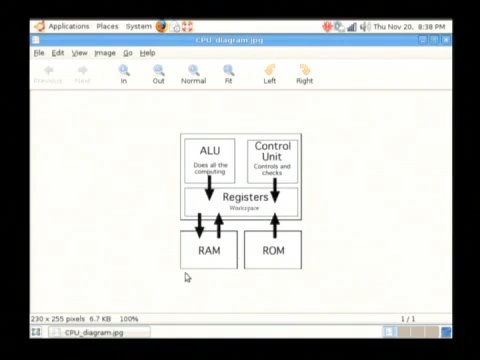 Applications Places System Thu Nov 20, 8:38 PM
CPU_diagram.jpg
File Edit View Image Go Help
Previous Next In Out Normal Fit Left Right
ALU
Does all the
computing
Control
Unit
Controls and
checks
Registers
Workspace
RAM
ROM
230 x 255 pixels 6.7 KB 100% 1 / 1
CPU_diagram.jpg